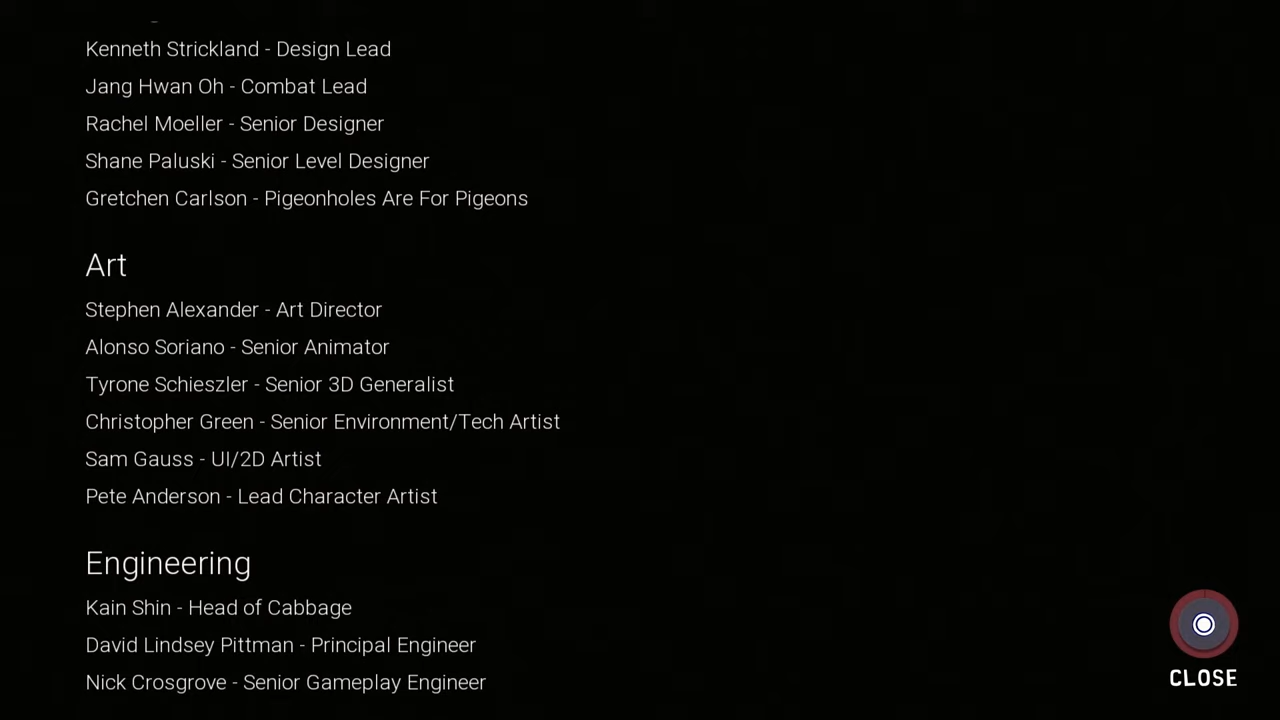 Kenneth Strickland - Design Lead
Jang Hwan Oh - Combat Lead
Rachel Moeller - Senior Designer
Shane Paluski - Senior Level Designer
Gretchen Carlson - Pigeonholes Are For Pigeons
Art
Stephen Alexander - Art Director
Alonso Soriano - Senior Animator
Tyrone Schieszler - Senior 3D Generalist
Christopher Green - Senior Environment/Tech Artist
Sam Gauss - UI/2D Artist
Pete Anderson - Lead Character Artist
Engineering
Kain Shin - Head of Cabbage
David Lindsey Pittman - Principal Engineer
Nick Crosgrove - Senior Gameplay Engineer
CLOSE